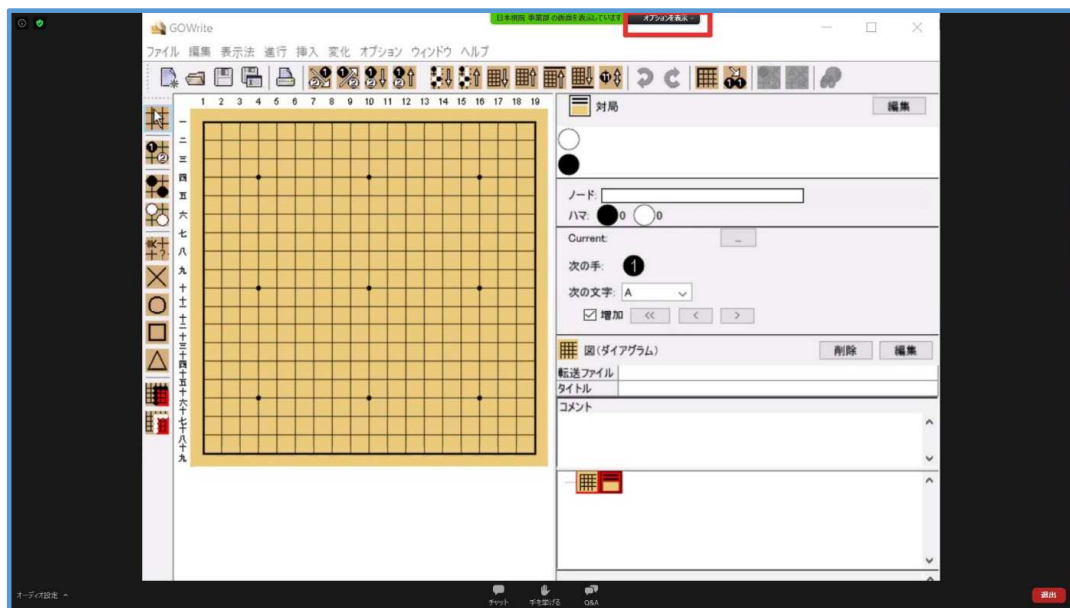 日本棋院 事業部 の画面を表示しています
オプションを表示
GOWrite
ファイル 編集 表示法 進行 挿入 変化 オプション ウィンドウ ヘルプ
1 2 3 4 5 6 7 8 9 10 11 12 13 14 15 16 17 18 19
一
二
三
四
五
六
七
八
九
十
十一
十二
十三
十四
十五
十六
十七
十八
十九
対局
編集
ノード:
ハマ: 0 0
Current: ...
次の手: 1
次の文字: A
増加 << < >
図(ダイアグラム)
削除 編集
転送ファイル
タイトル
コメント
オーディオ設定
チャット 手を挙げる Q&A
退出